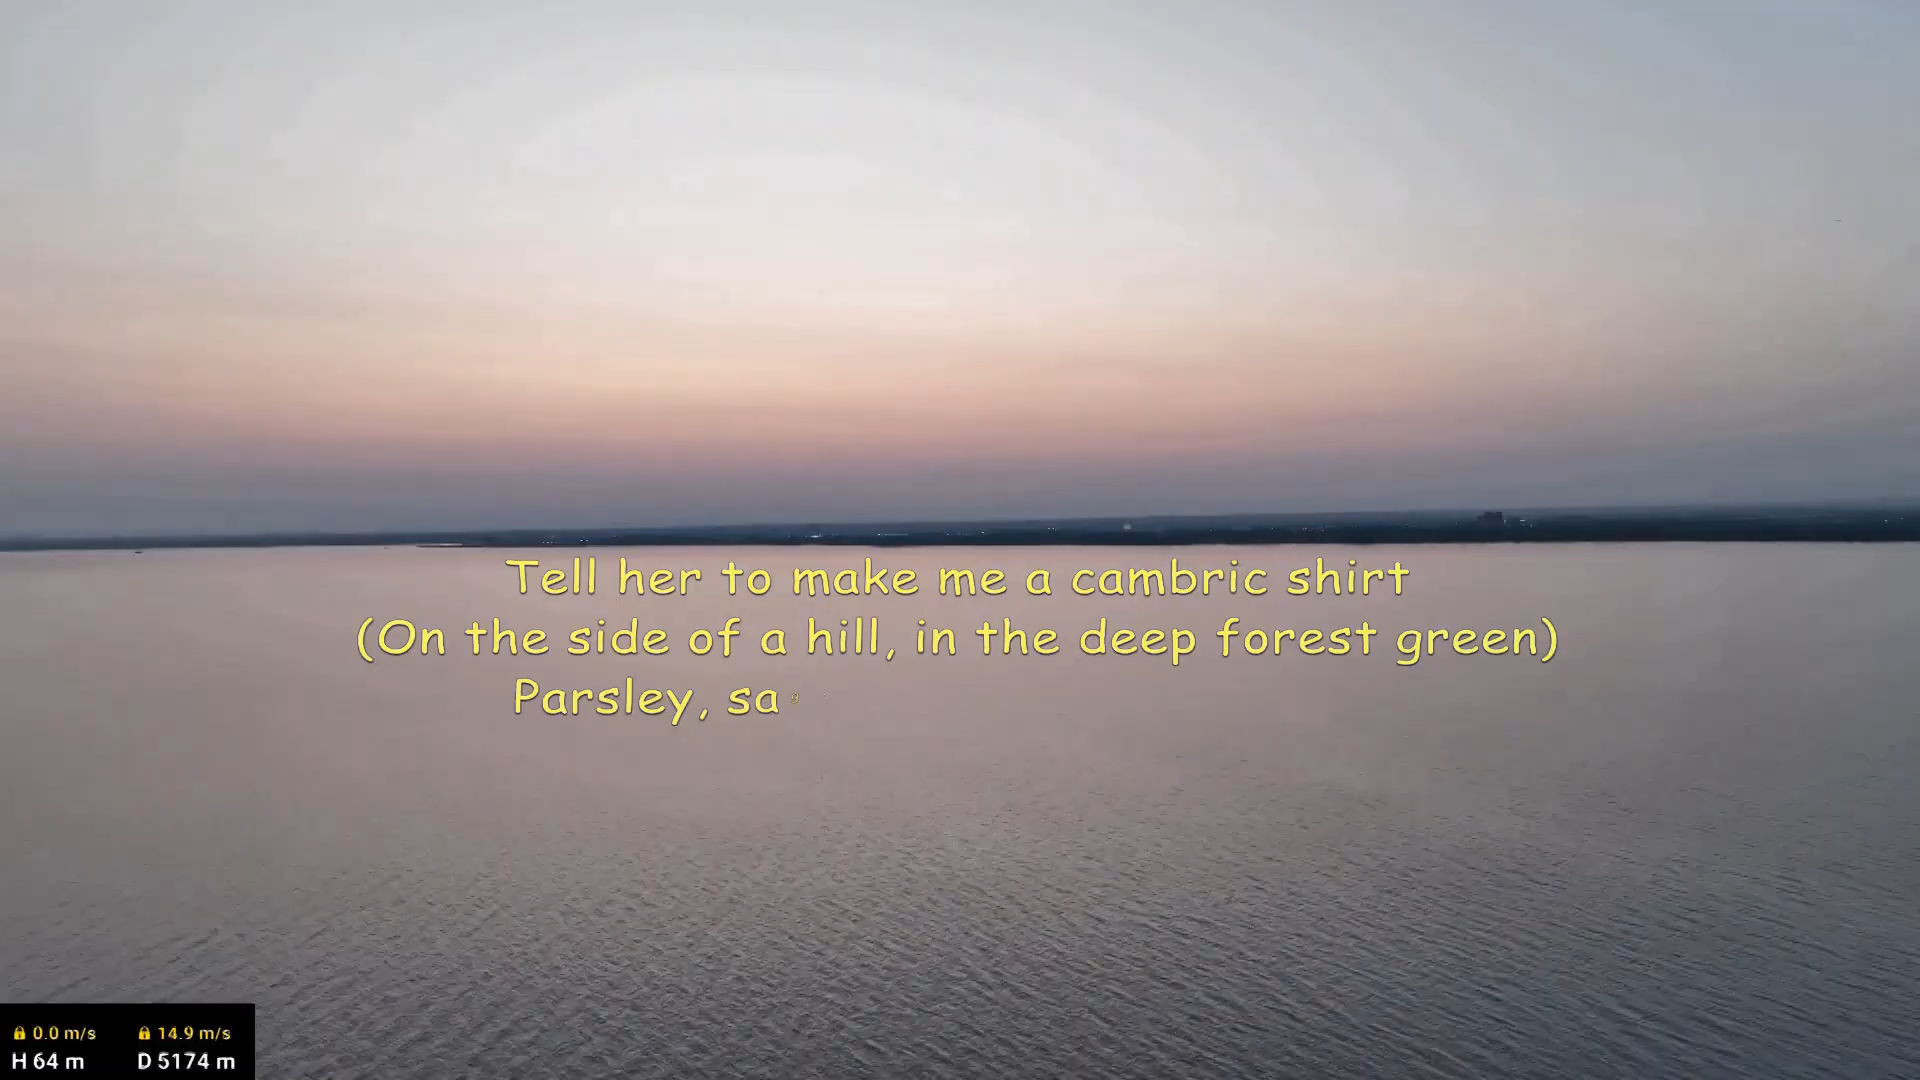 Tell her to make me a cambric shirt
(On the side of a hill, in the deep forest green)
Parsley, sa
0.0 m/s 14.9 m/s
H 64 m D 5174 m